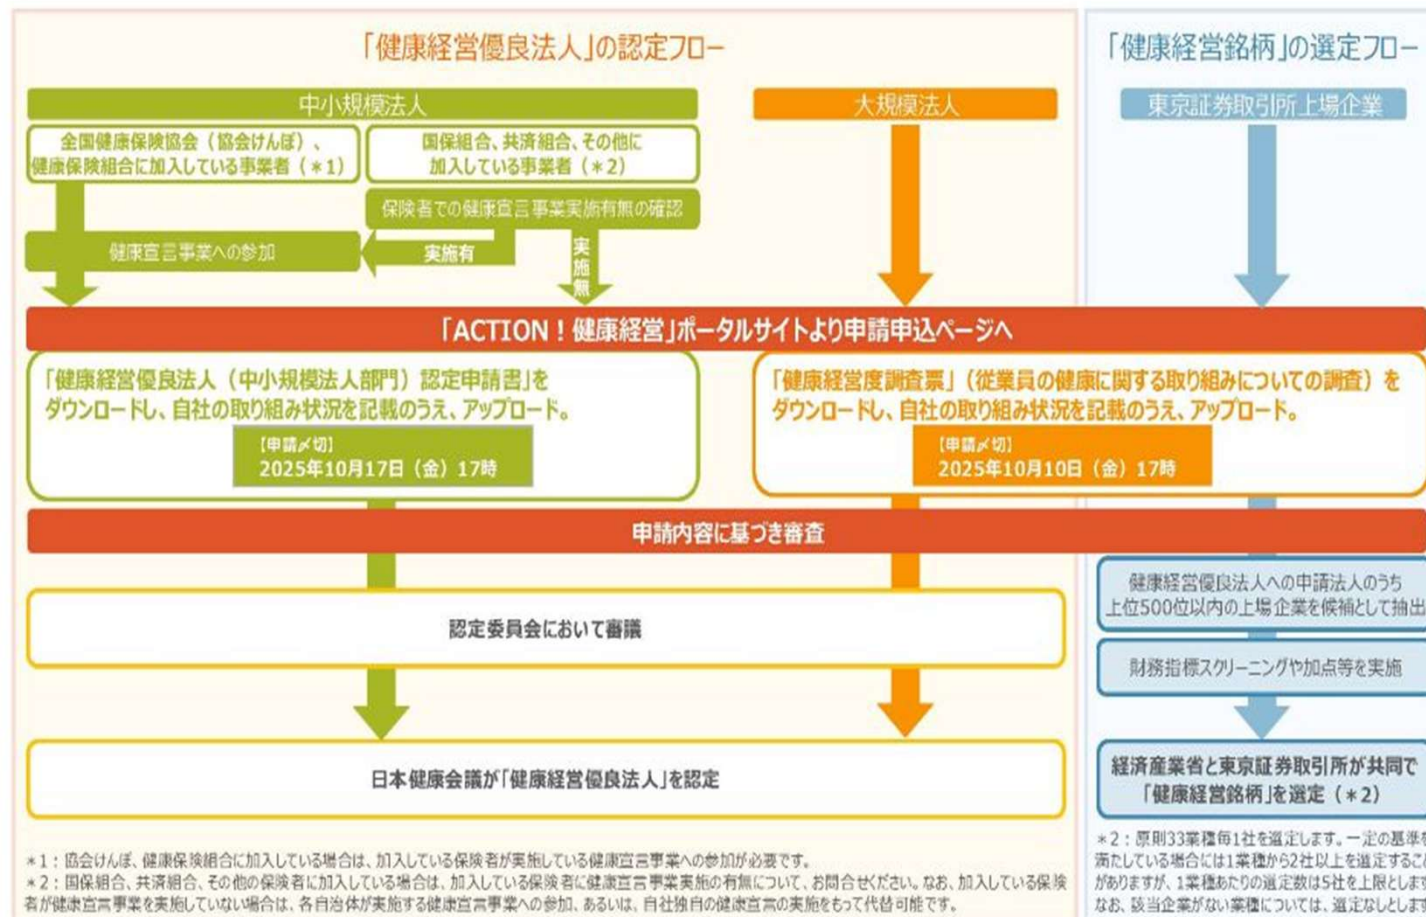 「健康経営優良法人」の認定フロー
中小規模法人
全国健康保険協会（協会けんぽ）、
健康保険組合に加入している事業者（＊1）
国保組合、共済組合、その他に
加入している事業者（＊2）
保険者での健康宣言事業実施有無の確認
健康宣言事業への参加
実施有
実施無
大規模法人
「健康経営銘柄」の選定フロー
東京証券取引所上場企業
「ACTION！健康経営」ポータルサイトより申請申込ページへ
「健康経営優良法人（中小規模法人部門）認定申請書」を
ダウンロードし、自社の取り組み状況を記載のうえ、アップロード。
【申請〆切】
2025年10月17日（金）17時
「健康経営度調査票」（従業員の健康に関する取り組みについての調査）を
ダウンロードし、自社の取り組み状況を記載のうえ、アップロード。
【申請〆切】
2025年10月10日（金）17時
申請内容に基づき審査
認定委員会において審議
日本健康会議が「健康経営優良法人」を認定
健康経営優良法人への申請法人のうち
上位500位以内の上場企業を候補として抽出
財務指標スクリーニングや加点等を実施
経済産業省と東京証券取引所が共同で
「健康経営銘柄」を選定（＊2）
＊1：協会けんぽ、健康保険組合に加入している場合は、加入している保険者が実施している健康宣言事業への参加が必要です。
＊2：国保組合、共済組合、その他の保険者に加入している場合は、加入している保険者に健康宣言事業実施の有無について、お問合せください。なお、加入している保険
者が健康宣言事業を実施していない場合は、各自治体が実施する健康宣言事業への参加、あるいは、自社独自の健康宣言の実施をもって代替可能です。
＊2：原則33業種毎1社を選定します。一定の基準を
満たしている場合には1業種から2社以上を選定するこ
がありますが、1業種あたりの選定数は5社を上限とします
なお、該当企業がない業種については、選定なしとしま